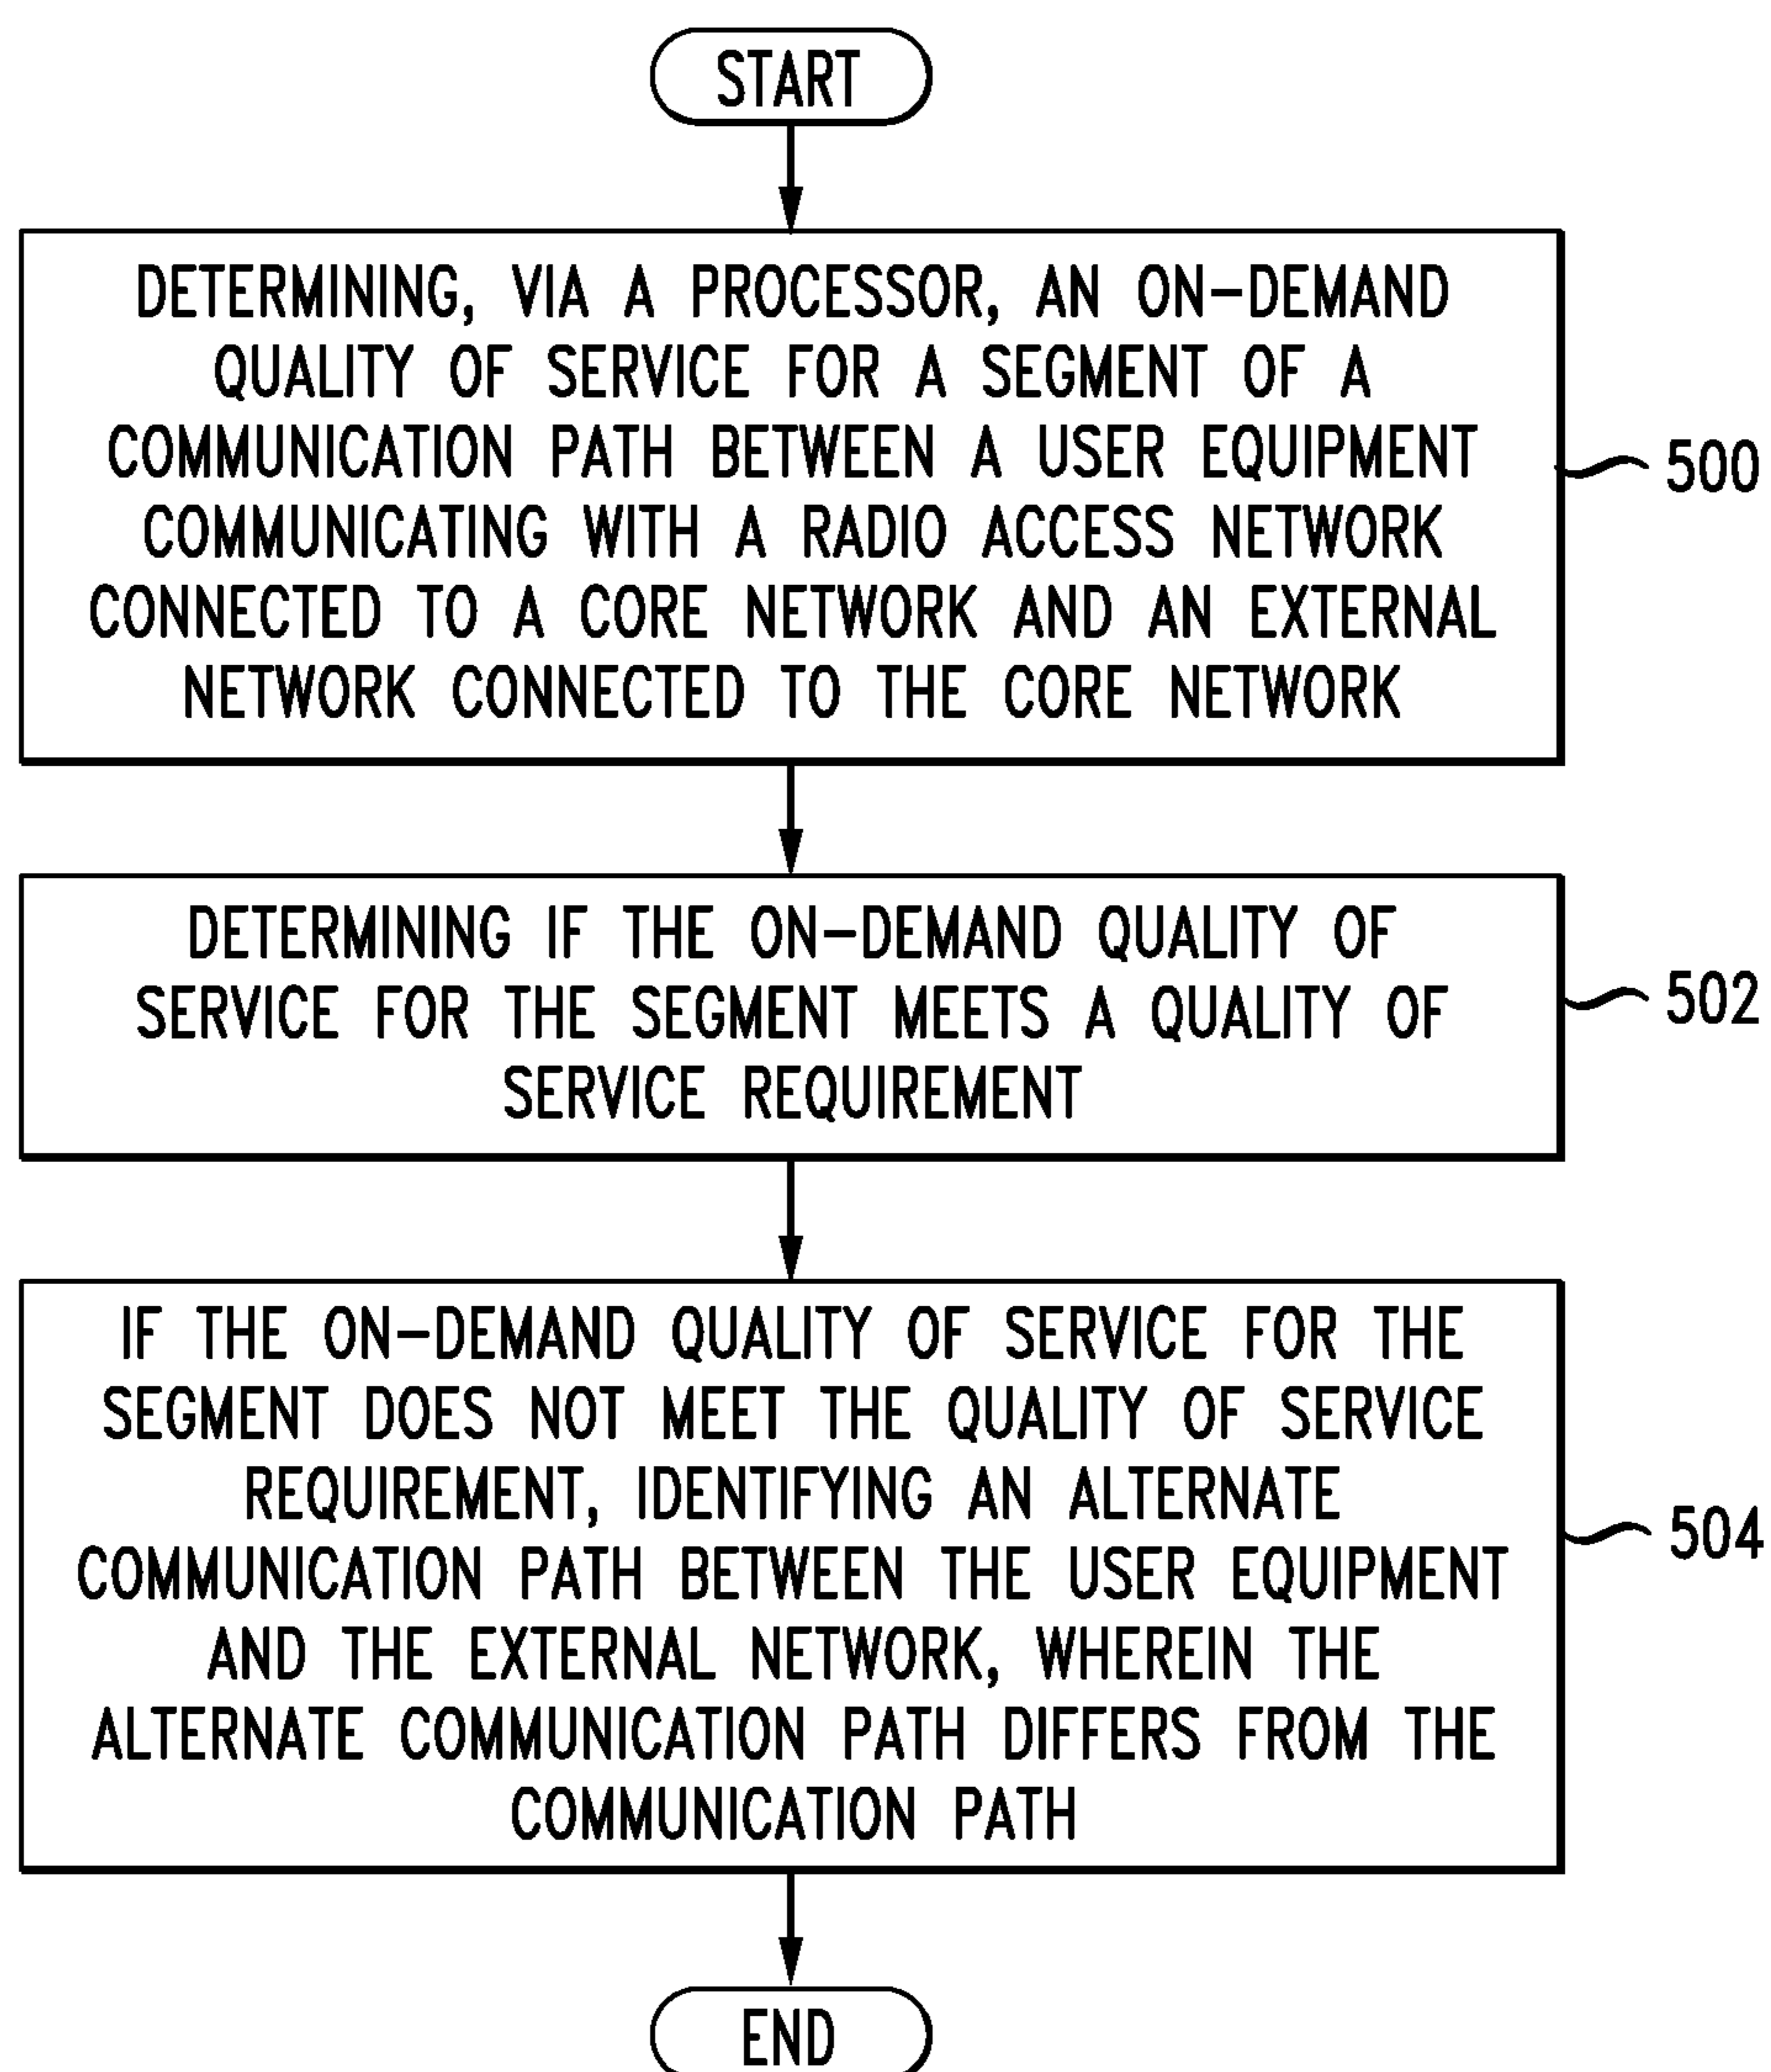 START
DETERMINING, VIA A PROCESSOR, AN ON-DEMAND
QUALITY OF SERVICE FOR A SEGMENT OF A
COMMUNICATION PATH BETWEEN A USER EQUIPMENT
COMMUNICATING WITH A RADIO ACCESS NETWORK
CONNECTED TO A CORE NETWORK AND AN EXTERNAL
NETWORK CONNECTED TO THE CORE NETWORK
500
DETERMINING IF THE ON-DEMAND QUALITY OF
SERVICE FOR THE SEGMENT MEETS A QUALITY OF
SERVICE REQUIREMENT
502
IF THE ON-DEMAND QUALITY OF SERVICE FOR THE
SEGMENT DOES NOT MEET THE QUALITY OF SERVICE
REQUIREMENT, IDENTIFYING AN ALTERNATE
COMMUNICATION PATH BETWEEN THE USER EQUIPMENT
AND THE EXTERNAL NETWORK, WHEREIN THE
ALTERNATE COMMUNICATION PATH DIFFERS FROM THE
COMMUNICATION PATH
504
END